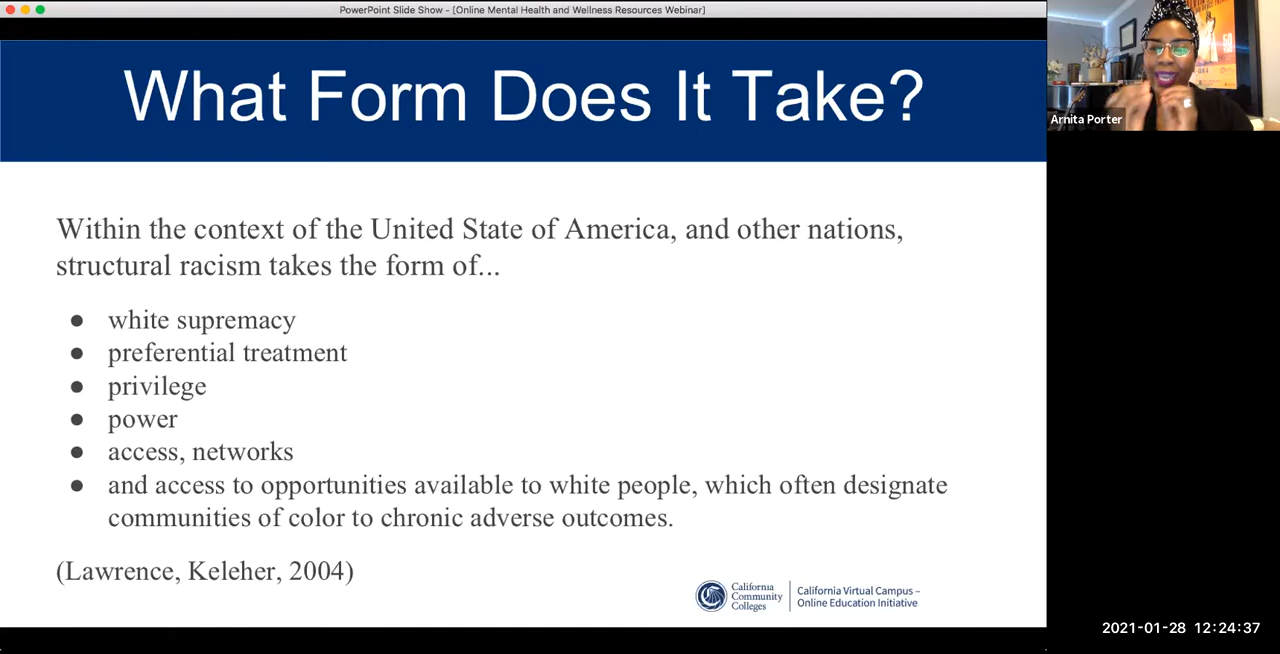 PowerPoint Slide Show - [Online Mental Health and Wellness Resources Webinar]
What Form Does It Take?
Arnita Porter
Within the context of the United State of America, and other nations,
structural racism takes the form of...
● white supremacy
● preferential treatment
● privilege
● power
● access, networks
● and access to opportunities available to white people, which often designate
communities of color to chronic adverse outcomes.
(Lawrence, Keleher, 2004)
California
Community
Colleges
California Virtual Campus –
Online Education Initiative
2021-01-28 12:24:37